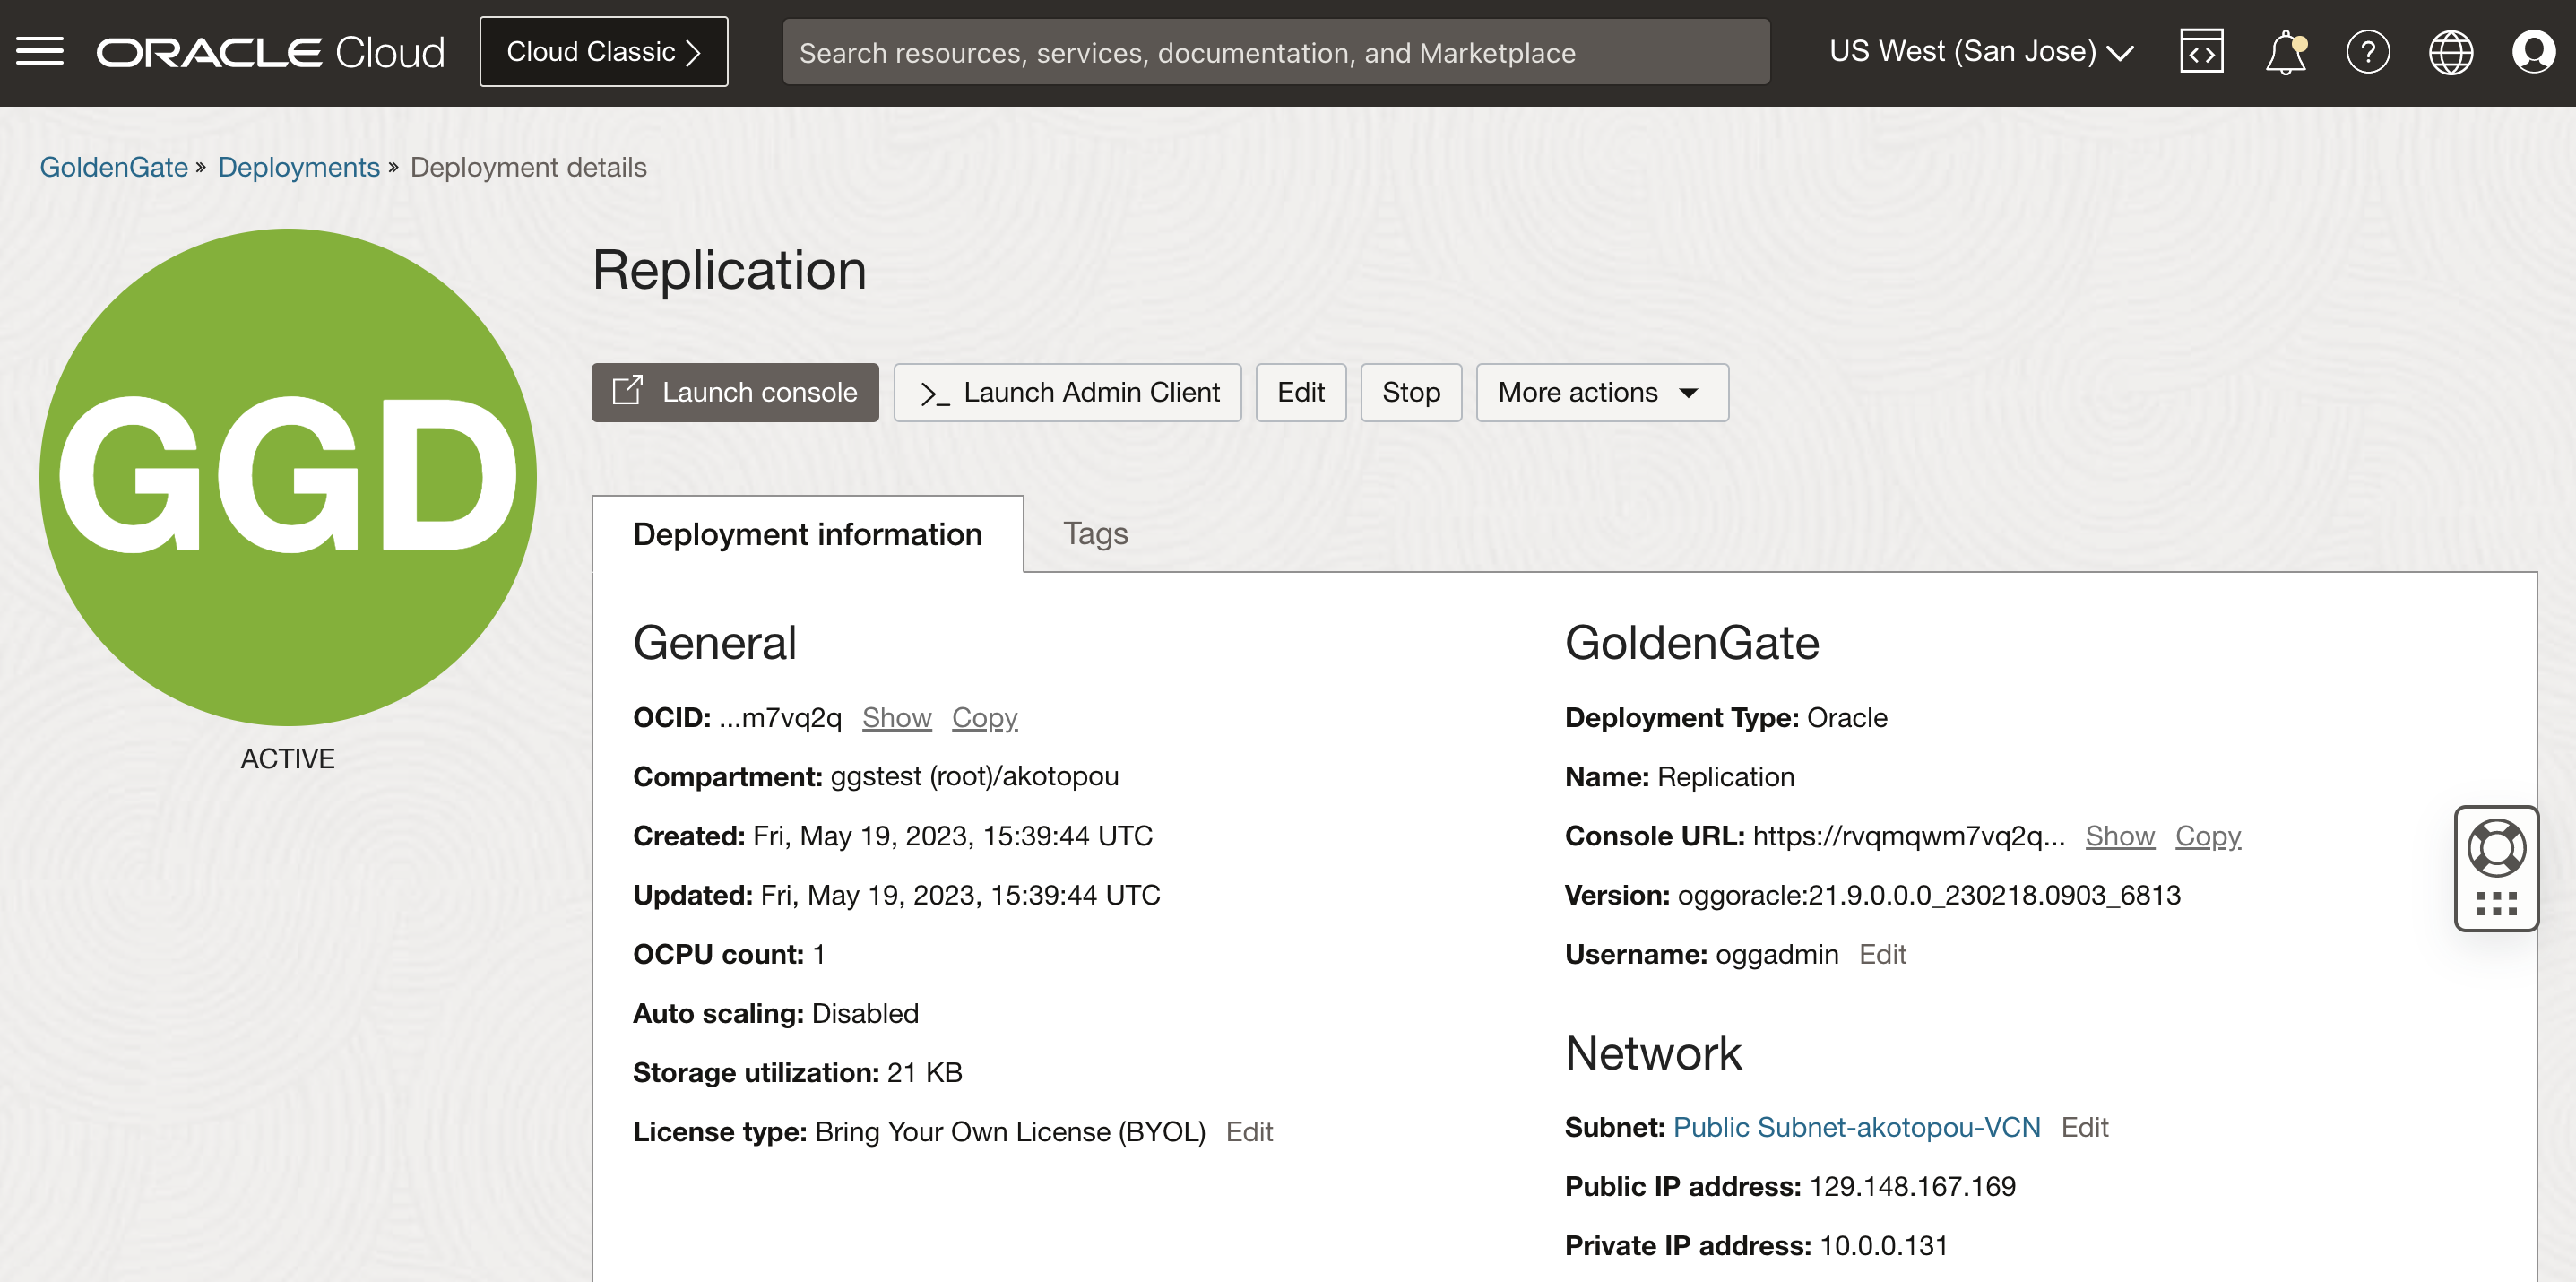 ORACLE Cloud
Cloud Classic
Search resources, services, documentation, and Marketplace
US West (San Jose)
GoldenGate » Deployments » Deployment details
GGD
ACTIVE
Replication
Launch console
Launch Admin Client
Edit
Stop
More actions
Deployment information
Tags
General
OCID: ...m7vq2q Show Copy
Compartment: ggstest (root)/akotopou
Created: Fri, May 19, 2023, 15:39:44 UTC
Updated: Fri, May 19, 2023, 15:39:44 UTC
OCPU count: 1
Auto scaling: Disabled
Storage utilization: 21 KB
License type: Bring Your Own License (BYOL) Edit
GoldenGate
Deployment Type: Oracle
Name: Replication
Console URL: https://rvqmqwm7vq2q... Show Copy
Version: oggoracle:21.9.0.0.0_230218.0903_6813
Username: oggadmin Edit
Network
Subnet: Public Subnet-akotopou-VCN Edit
Public IP address: 129.148.167.169
Private IP address: 10.0.0.131